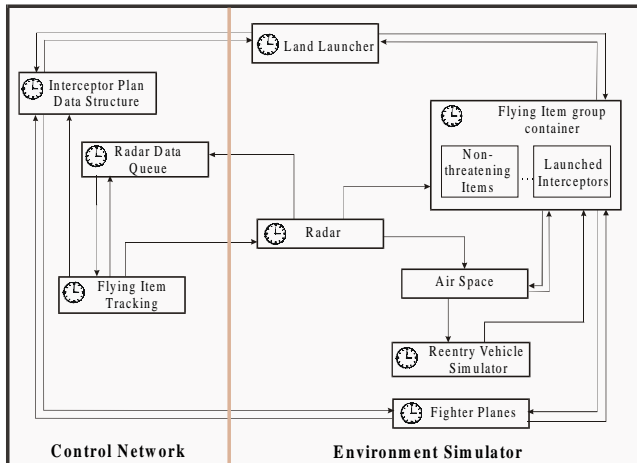 Land Launcher
Interceptor Plan
Data Structure
Flying Item group
container
Non-
threatening
Items
...
Launched
Interceptors
Radar Data
Queue
Radar
Flying Item
Tracking
Air Space
Reentry Vehicle
Simulator
Fighter Planes
Control Network
Environment Simulator